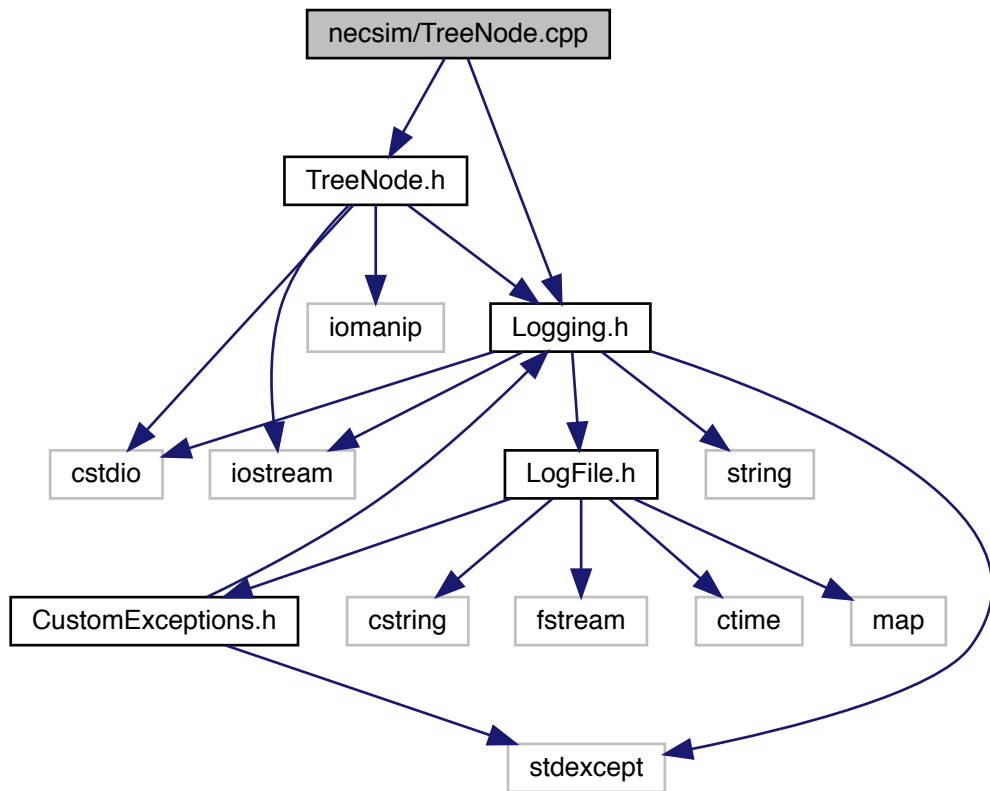 necsim/TreeNode.cpp
TreeNode.h
iomanip
Logging.h
cstdio
iostream
LogFile.h
string
CustomExceptions.h
cstring
fstream
ctime
map
stdexcept